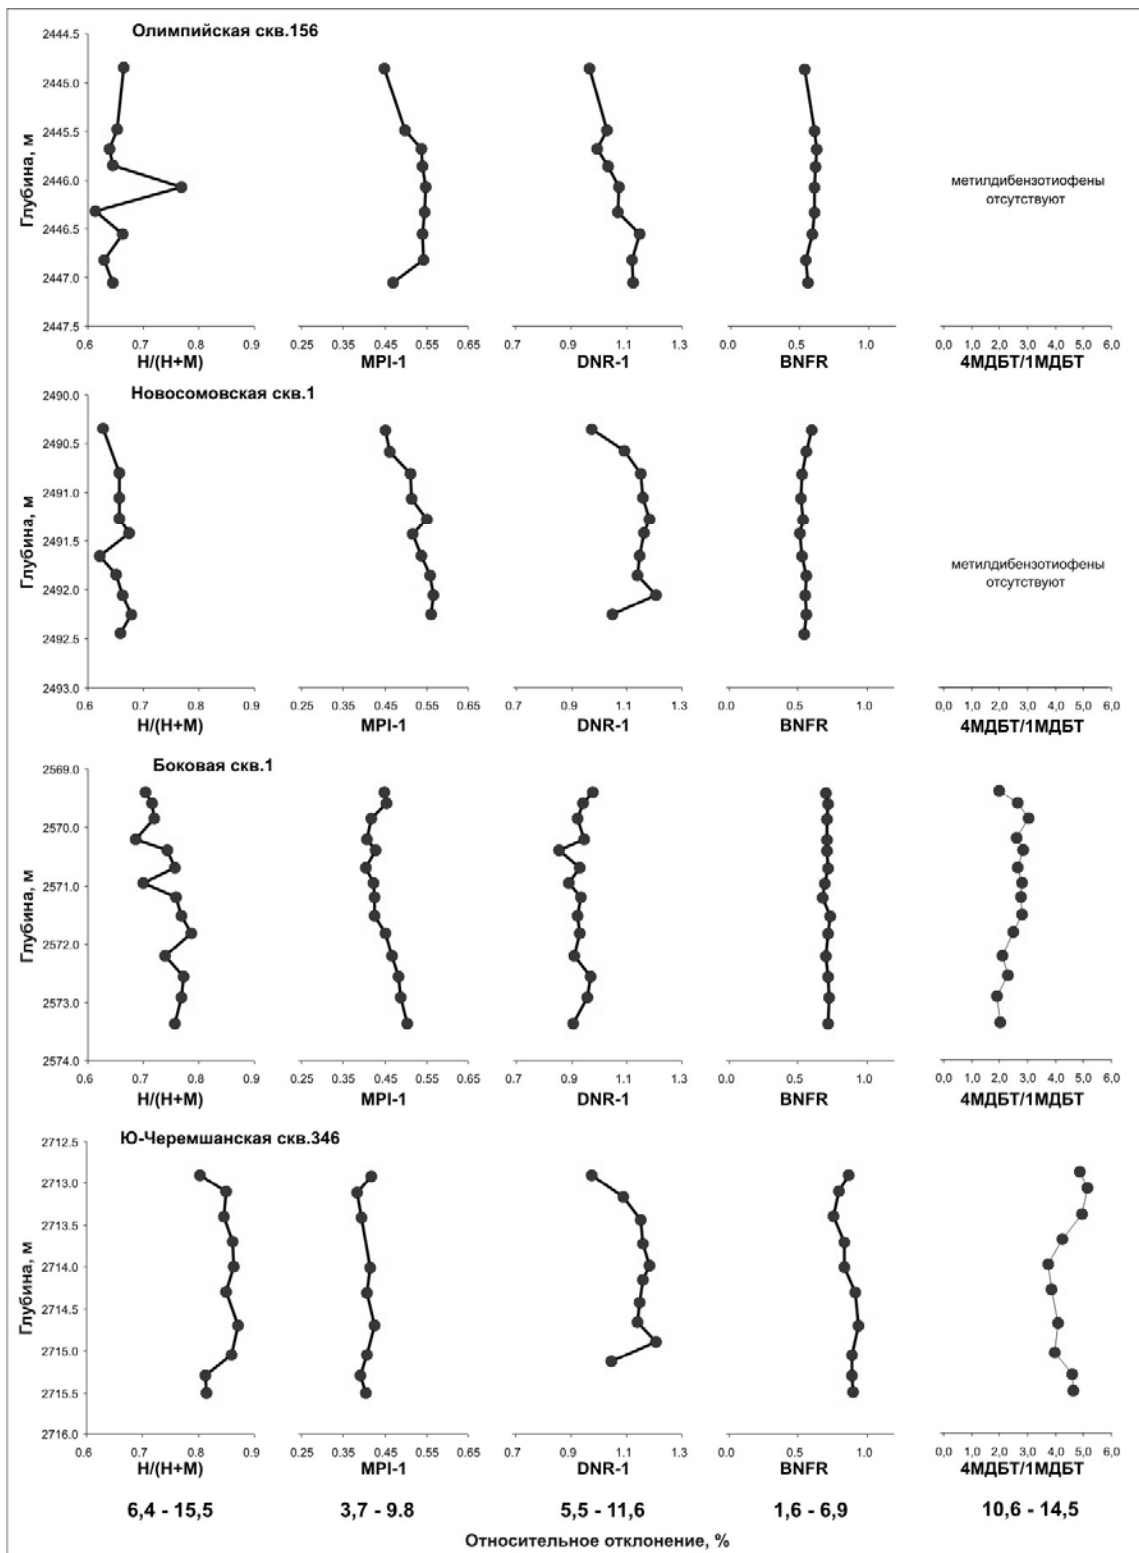 Олимпийская скв.156
Глубина, м
2444.5
2445.0
2445.5
2446.0
2446.5
2447.0
2447.5
0.6 0.7 0.8 0.9
H/(H+M)
0.25 0.35 0.45 0.55 0.65
MPI-1
0.7 0.9 1.1 1.3
DNR-1
0.0 0.5 1.0
BNFR
метилдибензотиофены
отсутствуют
0,0 1,0 2,0 3,0 4,0 5,0 6,0
4МДБТ/1МДБТ
Новосомовская скв.1
Глубина, м
2490.0
2490.5
2491.0
2491.5
2492.0
2492.5
2493.0
0.6 0.7 0.8 0.9
H/(H+M)
0.25 0.35 0.45 0.55 0.65
MPI-1
0.7 0.9 1.1 1.3
DNR-1
0.0 0.5 1.0
BNFR
метилдибензотиофены
отсутствуют
0,0 1,0 2,0 3,0 4,0 5,0 6,0
4МДБТ/1МДБТ
Боковая скв.1
Глубина, м
2569.0
2570.0
2571.0
2572.0
2573.0
2574.0
0.6 0.7 0.8 0.9
H/(H+M)
0.25 0.35 0.45 0.55 0.65
MPI-1
0.7 0.9 1.1 1.3
DNR-1
0.0 0.5 1.0
BNFR
0,0 1,0 2,0 3,0 4,0 5,0 6,0
4МДБТ/1МДБТ
Ю-Черемшанская скв.346
Глубина, м
2712.5
2713.0
2713.5
2714.0
2714.5
2715.0
2715.5
2716.0
0.6 0.7 0.8 0.9
H/(H+M)
0.25 0.35 0.45 0.55 0.65
MPI-1
0.7 0.9 1.1 1.3
DNR-1
0.0 0.5 1.0
BNFR
0,0 1,0 2,0 3,0 4,0 5,0 6,0
4МДБТ/1МДБТ
6,4 - 15,5 3,7 - 9.8 5,5 - 11,6 1,6 - 6,9 10,6 - 14,5
Относительное отклонение, %